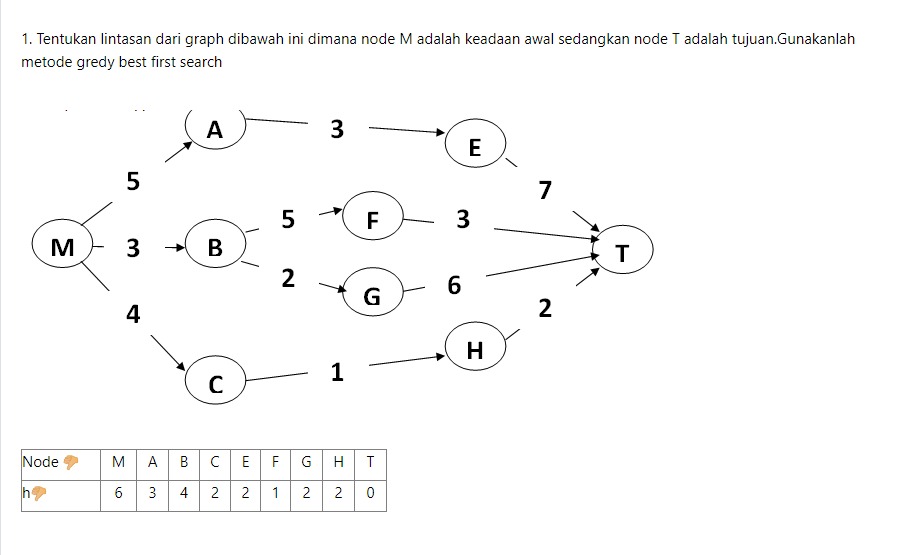 1. Tentukan lintasan dari graph dibawah ini dimana node M adalah keadaan awal sedangkan node T adalah tujuan.Gunakanlah
metode gredy best first search
A 3 E
5 7
M 3 B 5 F 3 T
2 G 6
4 2
H
C 1
Node M A B C E F G H T
h 6 3 4 2 2 1 2 2 0